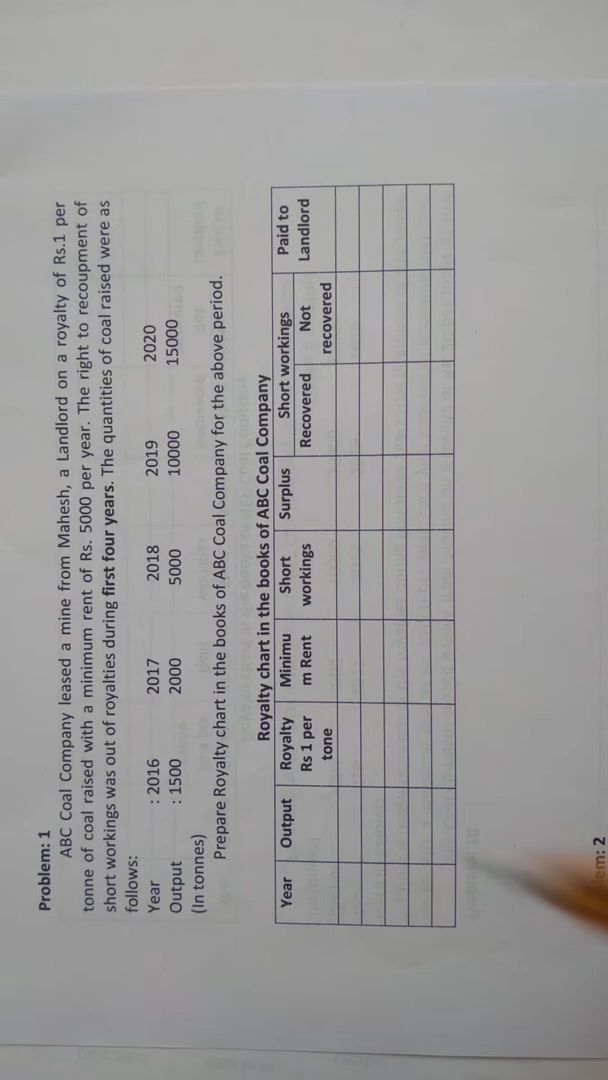 Problem: 1
ABC Coal Company leased a mine from Mahesh, a Landlord on a royalty of Rs.1 per
tonne of coal raised with a minimum rent of Rs. 5000 per year. The right to recoupment of
short workings was out of royalties during first four years. The quantities of coal raised were as
follows:
Year : 2016 2017 2018 2019 2020
Output : 1500 2000 5000 10000 15000
(In tonnes)
Prepare Royalty chart in the books of ABC Coal Company for the above period.
Royalty chart in the books of ABC Coal Company
Year Output Royalty Minimu Short Surplus Short workings Paid to
Rs 1 per m Rent workings Recovered Not Landlord
tone recovered
2